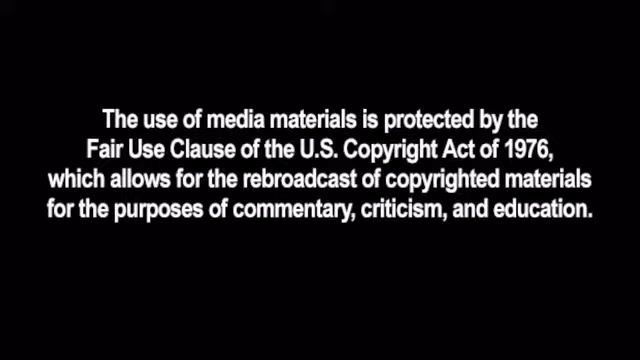 The use of media materials is protected by the
Fair Use Clause of the U.S. Copyright Act of 1976,
which allows for the rebroadcast of copyrighted materials
for the purposes of commentary, criticism, and education.